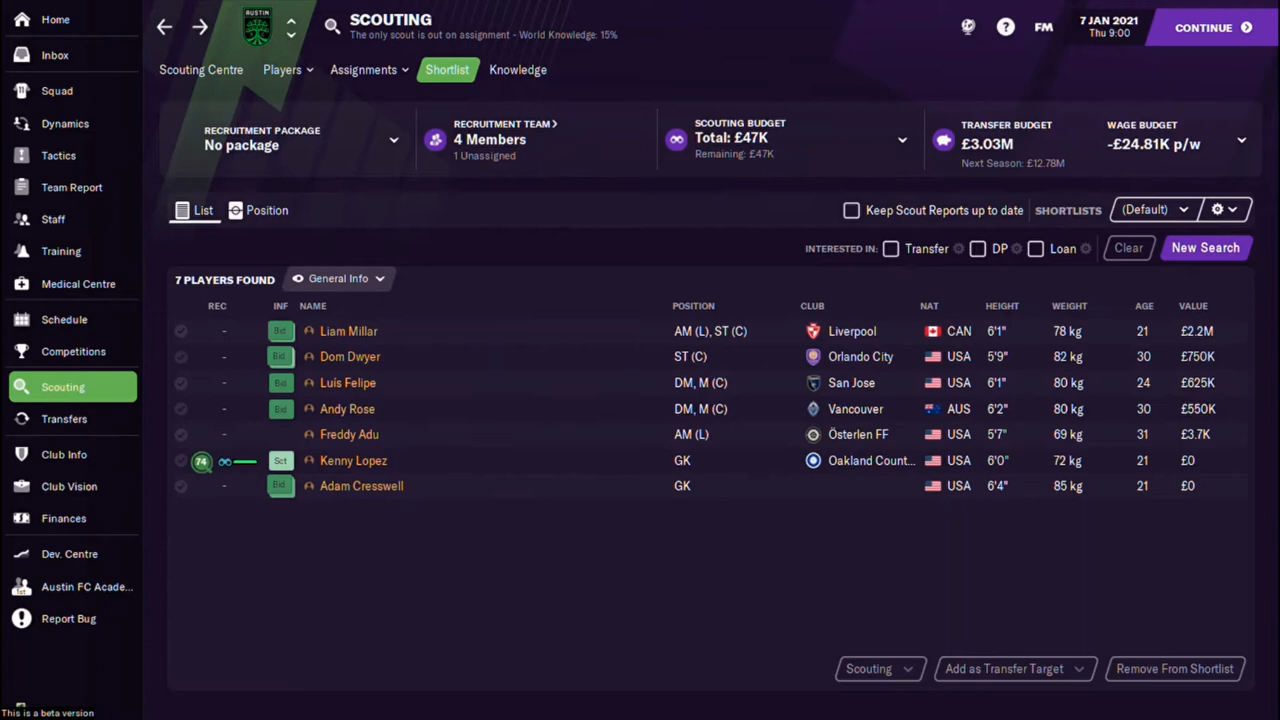 Home
Inbox
Squad
Dynamics
Tactics
Team Report
Staff
Training
Medical Centre
Schedule
Competitions
Scouting
Transfers
Club Info
Club Vision
Finances
Dev. Centre
Austin FC Acade...
Report Bug
This is a beta version
AUSTIN
SCOUTING
The only scout is out on assignment - World Knowledge: 15%
? FM 7 JAN 2021 CONTINUE
Thu 9:00
Scouting Centre Players Assignments Shortlist Knowledge
RECRUITMENT PACKAGE
No package
RECRUITMENT TEAM >
4 Members
1 Unassigned
SCOUTING BUDGET
Total: £47K
Remaining: £47K
TRANSFER BUDGET
£3.03M
Next Season: £12.78M
WAGE BUDGET
-£24.81K p/w
List Position Keep Scout Reports up to date SHORTLISTS (Default)
INTERESTED IN: Transfer DP Loan Clear New Search
7 PLAYERS FOUND General Info
REC INF NAME POSITION CLUB NAT HEIGHT WEIGHT AGE VALUE
- Bid Liam Millar AM (L), ST (C) Liverpool CAN 6'1" 78 kg 21 £2.2M
- Bid Dom Dwyer ST (C) Orlando City USA 5'9" 82 kg 30 £750K
- Bid Luís Felipe DM, M (C) San Jose USA 6'1" 80 kg 24 £625K
- Bid Andy Rose DM, M (C) Vancouver AUS 6'2" 80 kg 30 £550K
- Freddy Adu AM (L) Österlen FF USA 5'7" 69 kg 31 £3.7K
74 Sct Kenny Lopez GK Oakland Count... USA 6'0" 72 kg 21 £0
- Bid Adam Cresswell GK USA 6'4" 85 kg 21 £0
Scouting Add as Transfer Target Remove From Shortlist